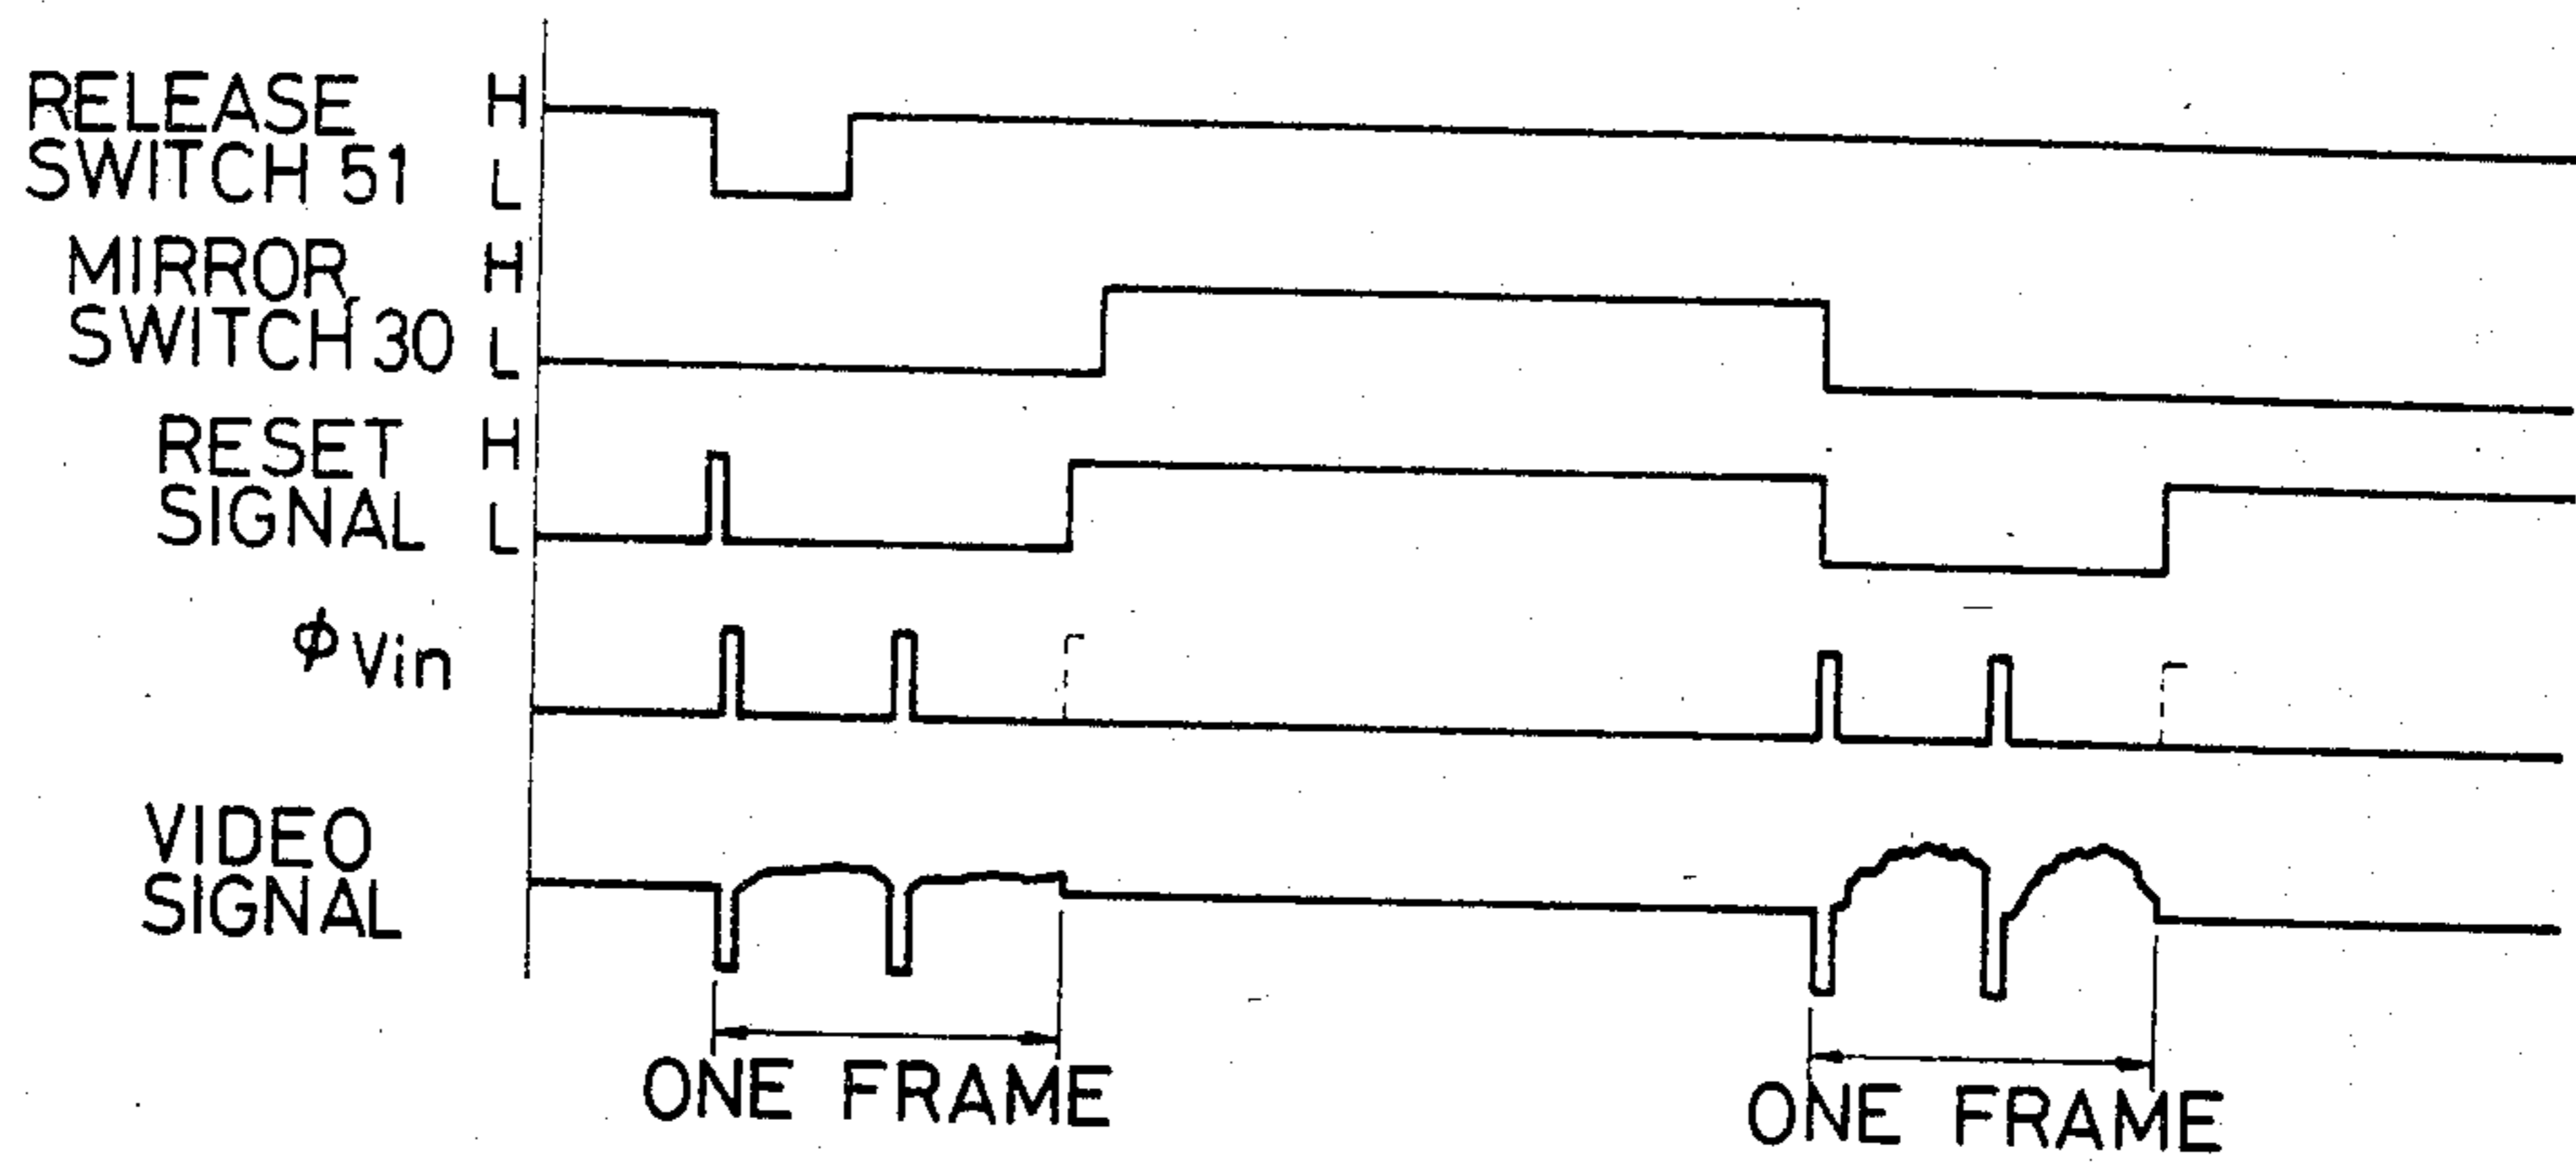 RELEASE H
SWITCH 51 L
MIRROR H
SWITCH 30 L
RESET H
SIGNAL L
ϕVin
VIDEO
SIGNAL
ONE FRAME
ONE FRAME